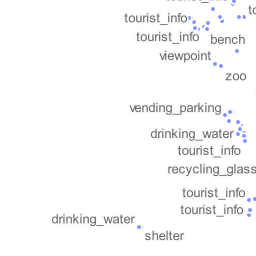 tourist_info
tourist_info
bench
viewpoint
zoo
vending_parking
drinking_water
tourist_info
recycling_glass
tourist_info
tourist_info
drinking_water
shelter